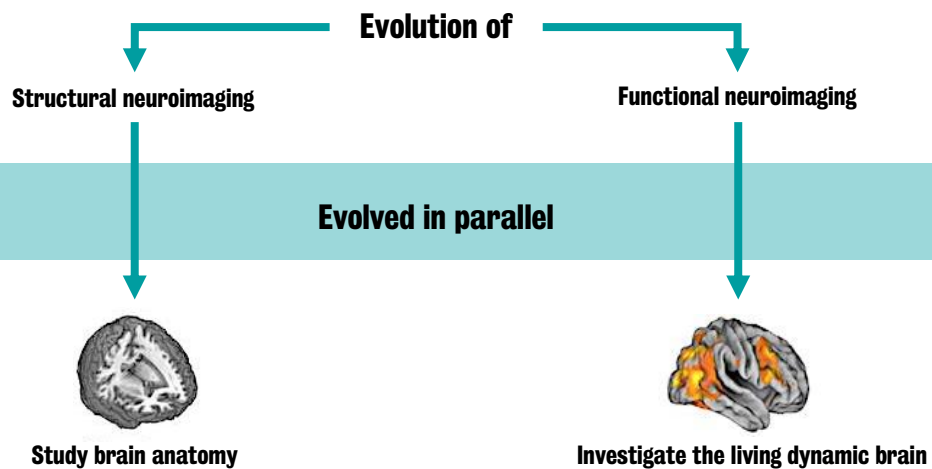 Evolution of
Structural neuroimaging
Functional neuroimaging
Evolved in parallel
Study brain anatomy
Investigate the living dynamic brain